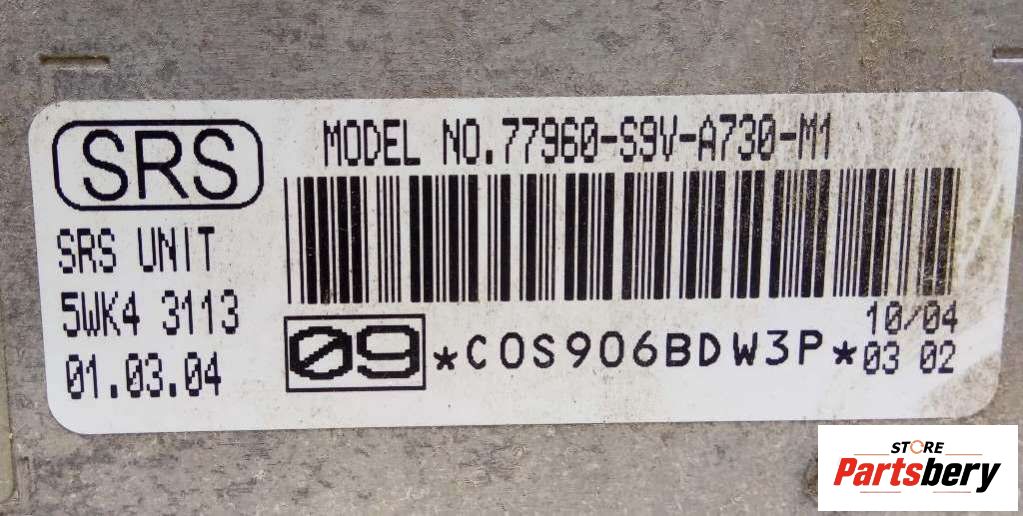 SRS
MODEL NO.77960-S9V-A730-M1
SRS UNIT
5WK4 3113
01.03.04
09
*COS906BDW3P*
10/04
03 02
STORE
Partsbery